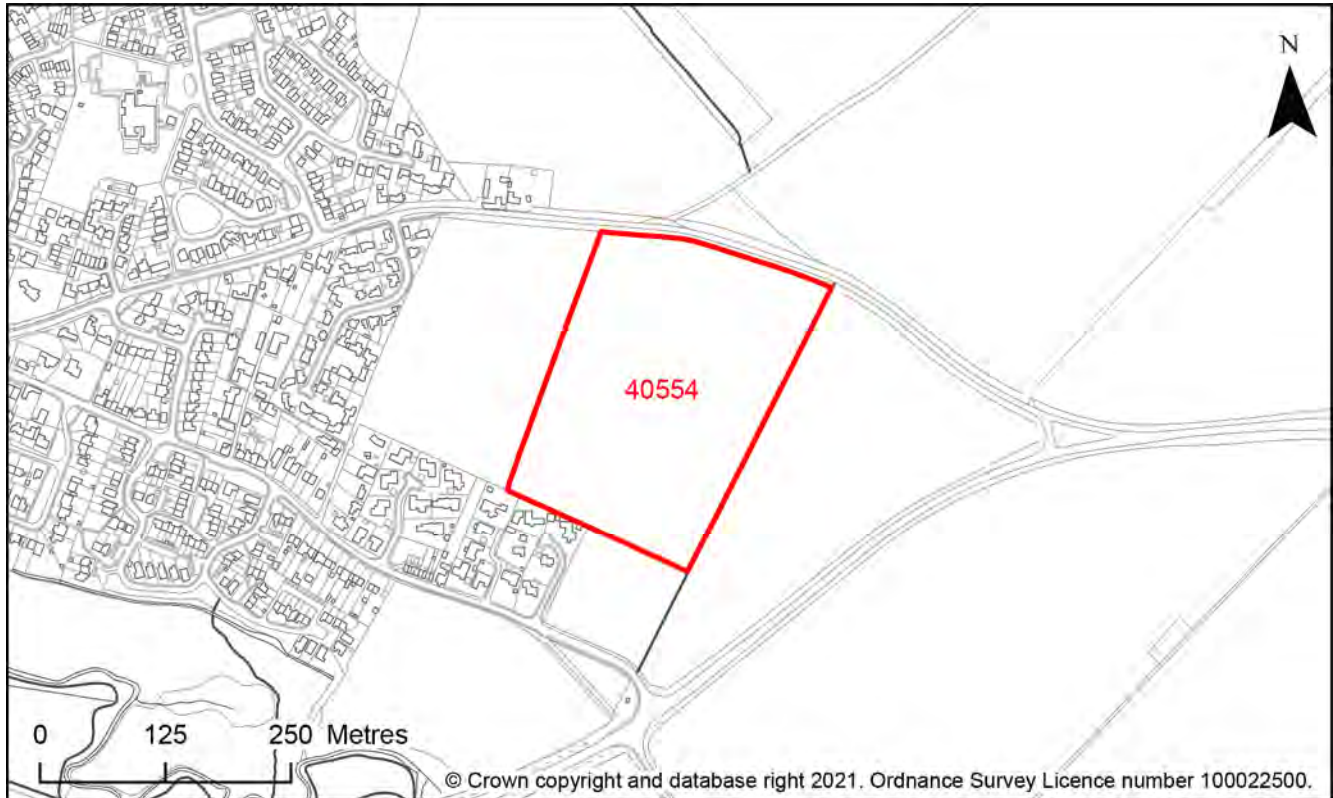 N
40554
0 125 250 Metres
© Crown copyright and database right 2021. Ordnance Survey Licence number 100022500.